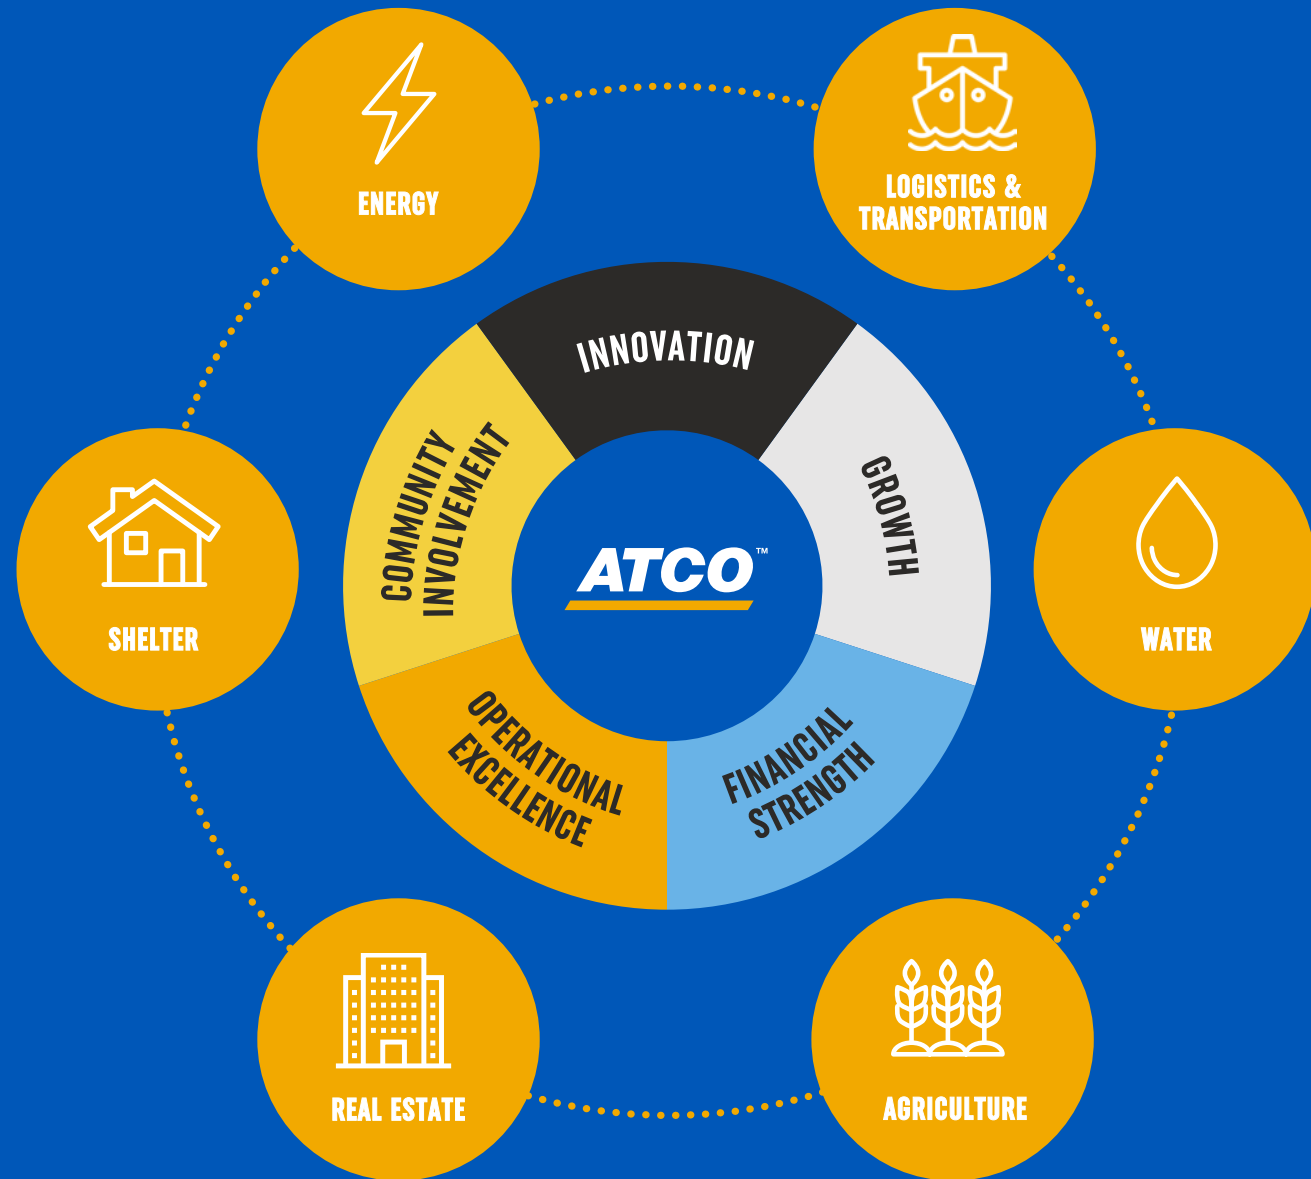 ENERGY
LOGISTICS &
TRANSPORTATION
INNOVATION
COMMUNITY
INVOLVEMENT
GROWTH
ATCO™
SHELTER
WATER
OPERATIONAL
EXCELLENCE
FINANCIAL
STRENGTH
REAL ESTATE
AGRICULTURE